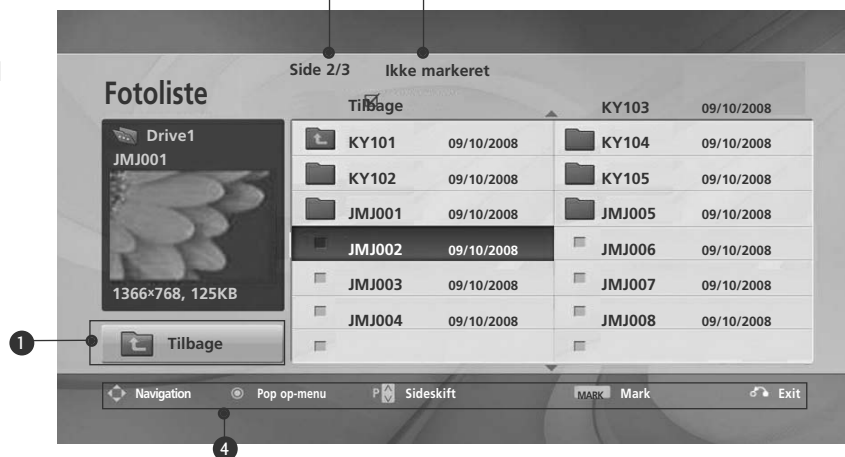 Side 2/3 Ikke markeret
Fotoliste
Tilbage KY103 09/10/2008
Drive1
JMJ001
KY101 09/10/2008 KY104 09/10/2008
KY102 09/10/2008 KY105 09/10/2008
JMJ001 09/10/2008 JMJ005 09/10/2008
JMJ002 09/10/2008 JMJ006 09/10/2008
JMJ003 09/10/2008 JMJ007 09/10/2008
JMJ004 09/10/2008 JMJ008 09/10/2008
1366×768, 125KB
1 Tilbage
Navigation Pop op-menu P Sideskift MARK Mark Exit
4